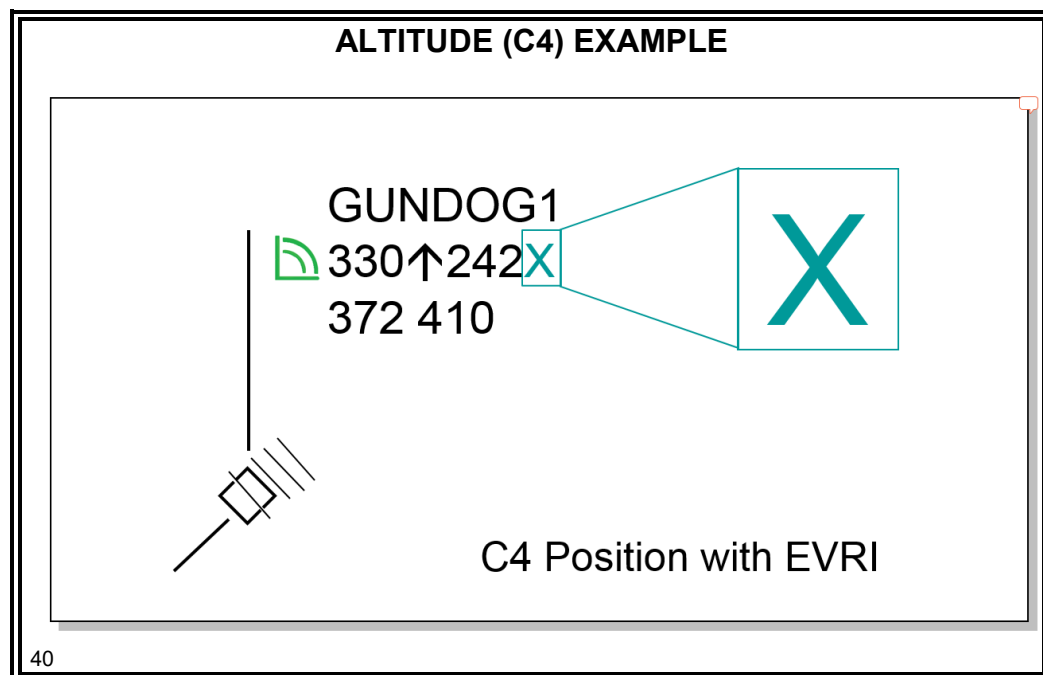 ALTITUDE (C4) EXAMPLE
GUNDOG1
330↑242X
372 410
X
C4 Position with EVRI
40